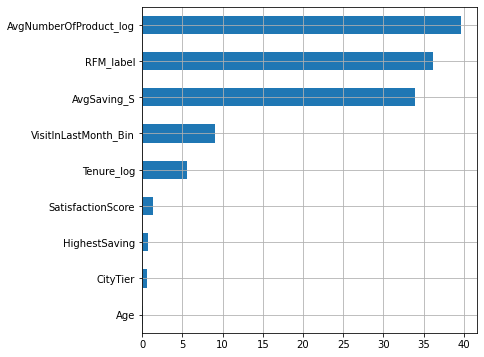 AvgNumberOfProduct_log
RFM_label
AvgSaving_S
VisitInLastMonth_Bin
Tenure_log
SatisfactionScore
HighestSaving
CityTier
Age
0 5 10 15 20 25 30 35 40